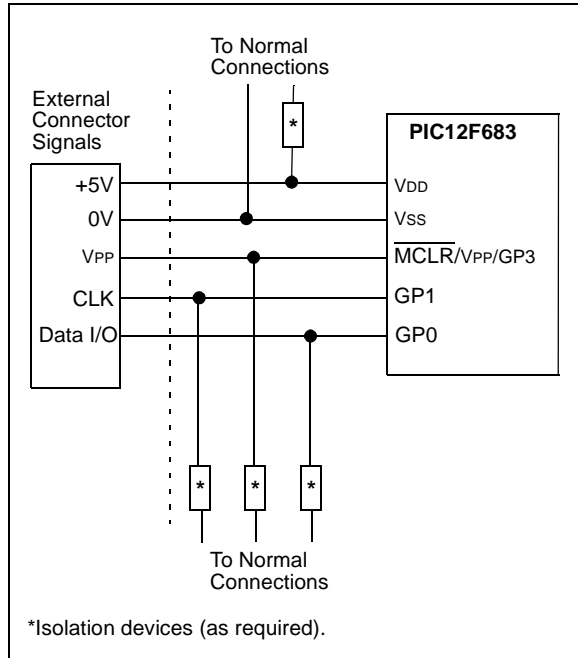 To Normal
Connections
External
Connector
Signals
*
PIC12F683
+5V
VDD
0V
VSS
VPP
MCLR/VPP/GP3
CLK
GP1
Data I/O
GP0
*
*
*
To Normal
Connections
*Isolation devices (as required).